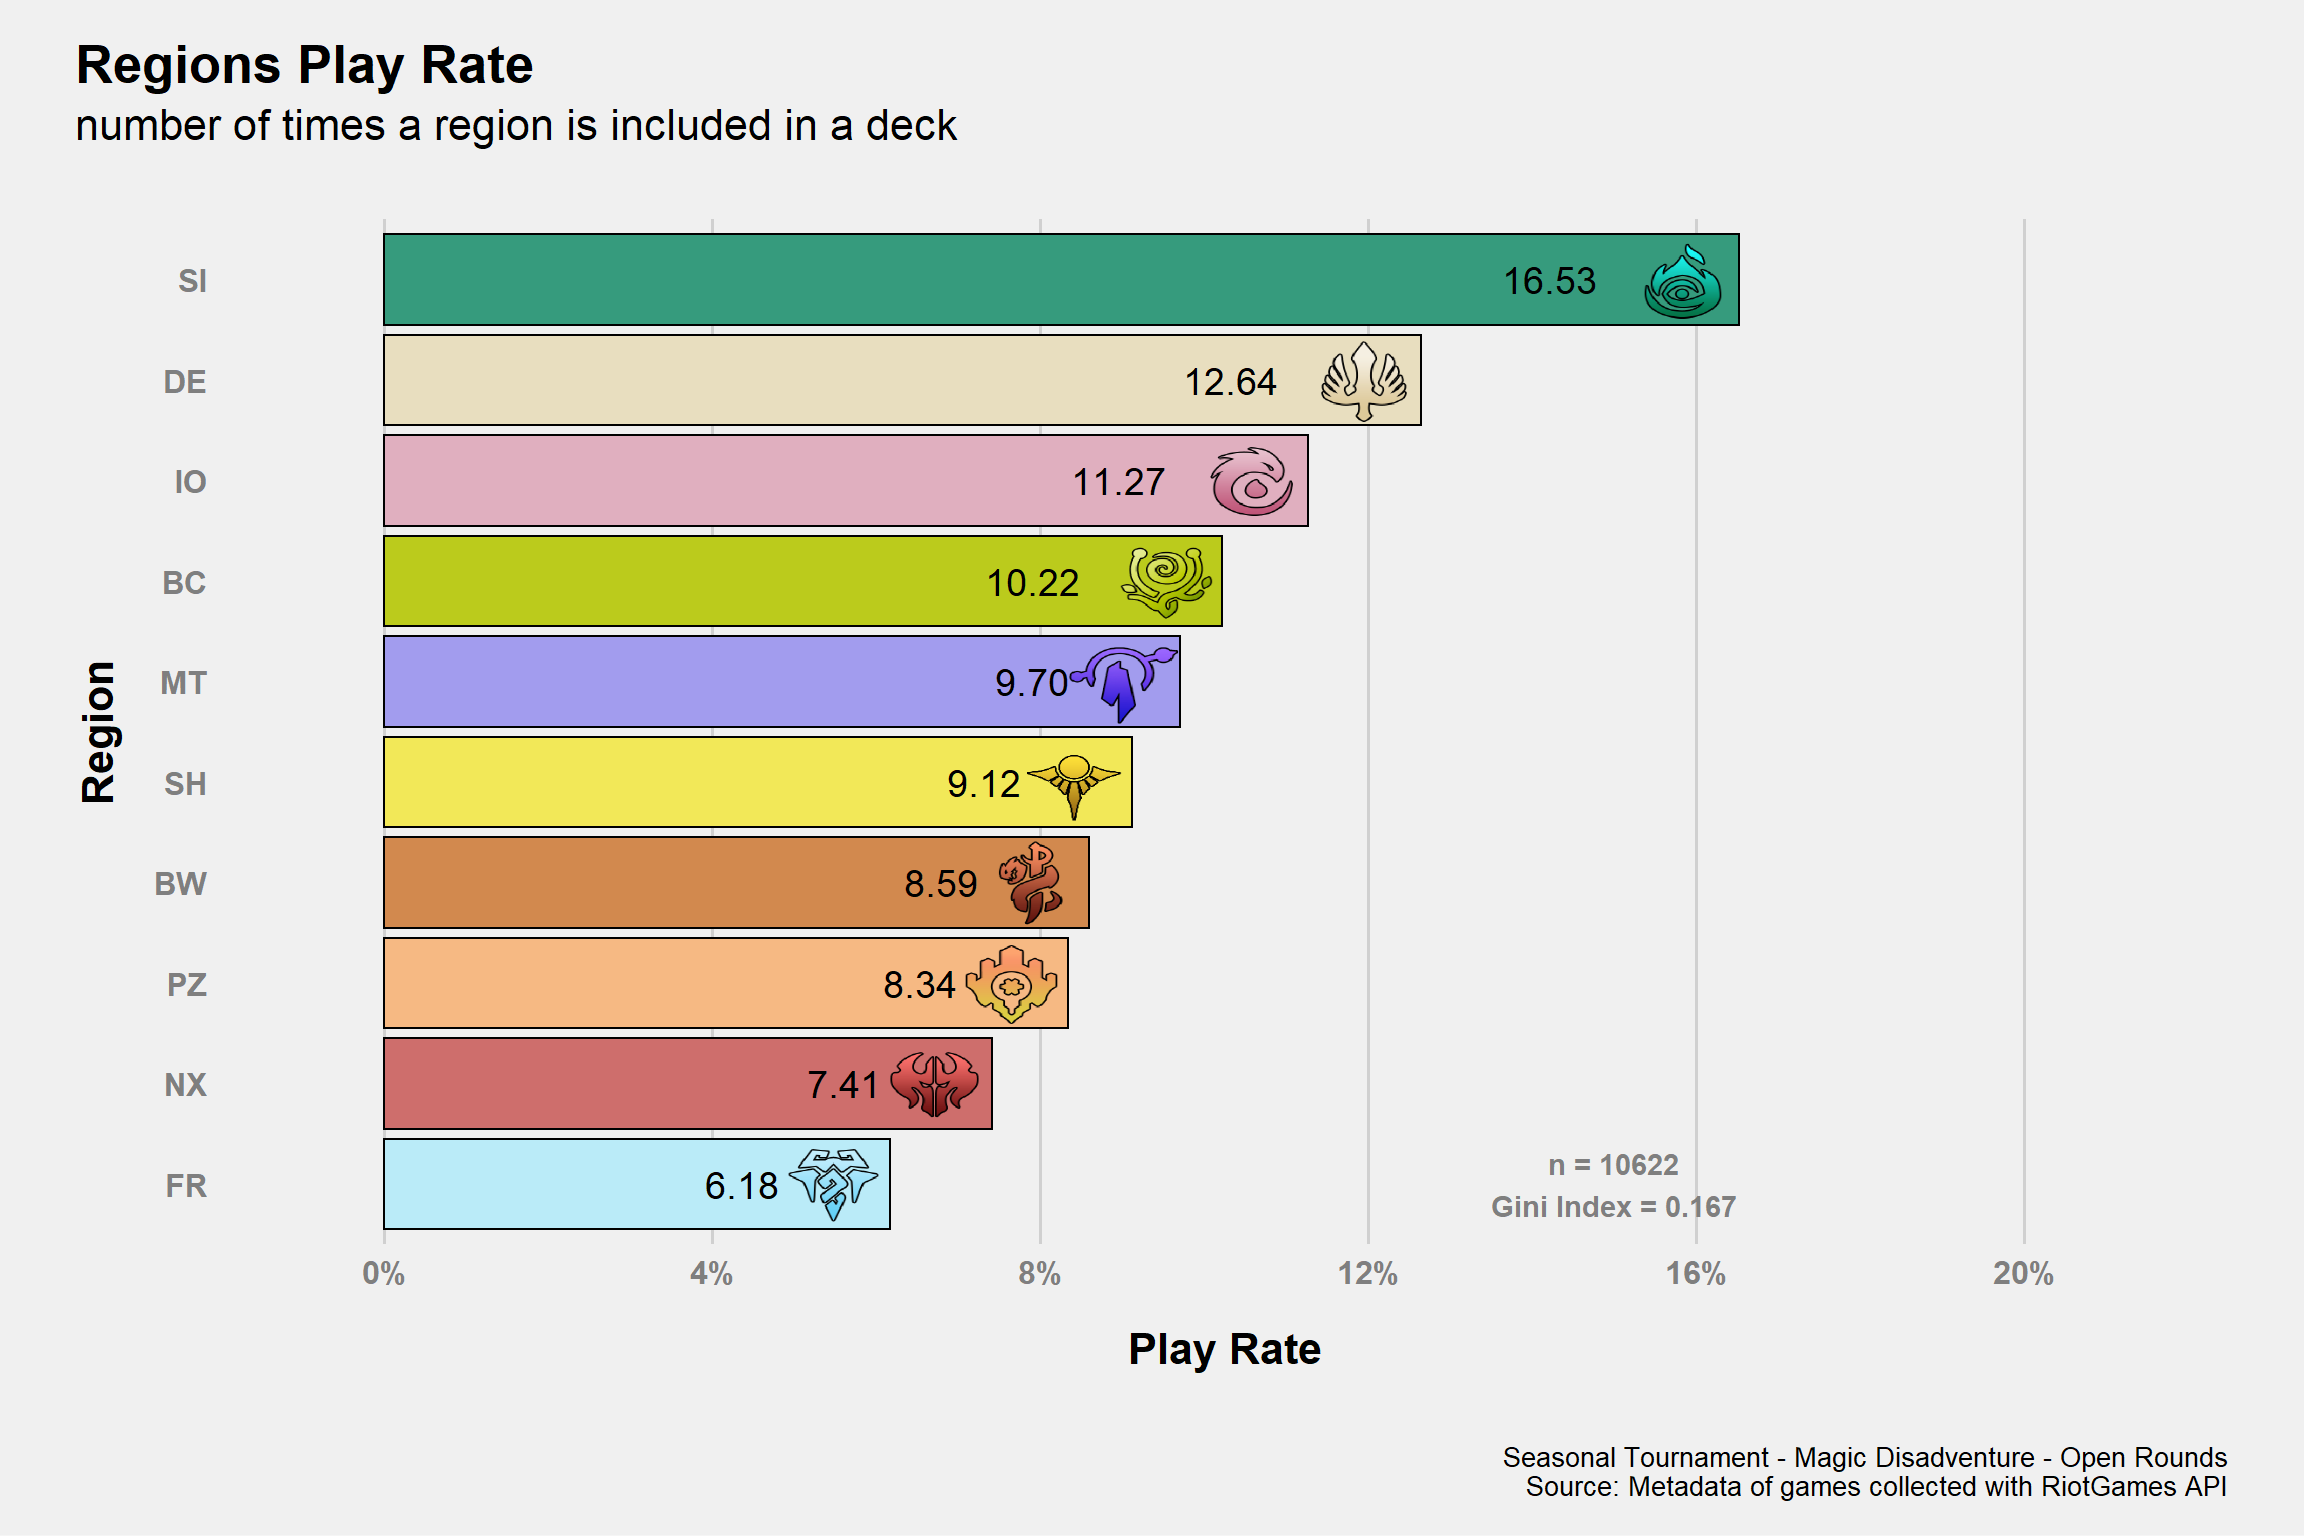 Regions Play Rate
number of times a region is included in a deck
Region
SI
16.53
DE
12.64
IO
11.27
BC
10.22
MT
9.70
SH
9.12
BW
8.59
PZ
8.34
NX
7.41
FR
6.18
n = 10622
Gini Index = 0.167
0%
4%
8%
12%
16%
20%
Play Rate
Seasonal Tournament - Magic Disadventure - Open Rounds
Source: Metadata of games collected with RiotGames API